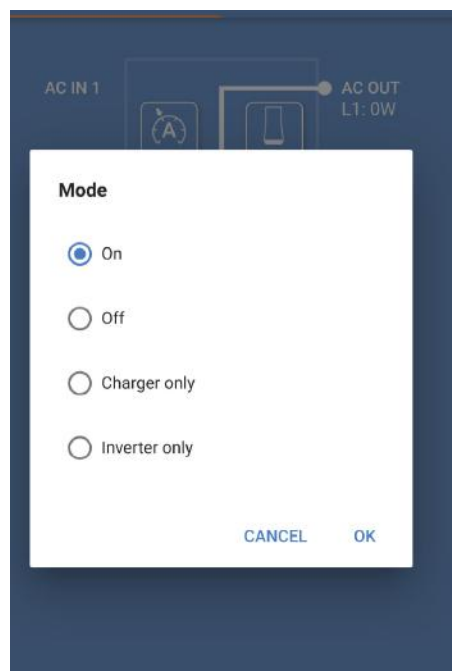 AC IN 1
AC OUT
L1: 0W
A
Mode
On
Off
Charger only
Inverter only
CANCEL
OK